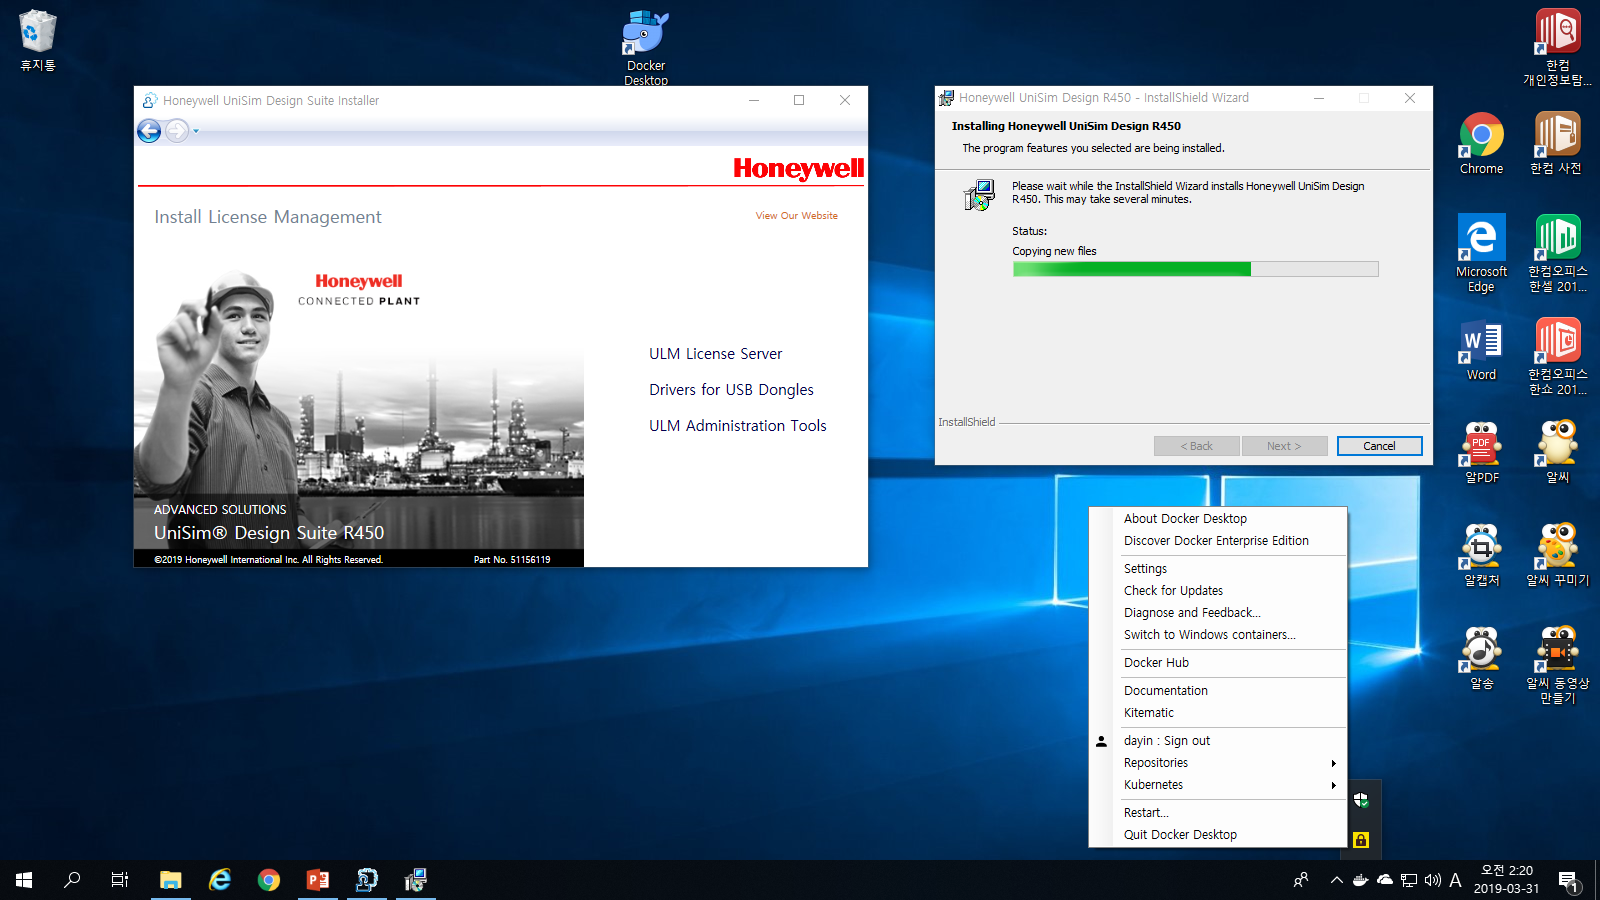 휴지통
Docker
Desktop
한컴
개인정보탐...
Chrome
한컴 사전
Microsoft
Edge
한컴오피스
한셀 201...
Word
한컴오피스
한쇼 201...
알PDF
알씨
알캡처
알씨 꾸미기
알송
알씨 동영상
만들기
Honeywell UniSim Design Suite Installer
Honeywell
Install License Management
View Our Website
Honeywell
CONNECTED PLANT
ULM License Server
Drivers for USB Dongles
ULM Administration Tools
ADVANCED SOLUTIONS
UniSim® Design Suite R450
©2019 Honeywell International Inc. All Rights Reserved.
Part No. 51156119
Honeywell UniSim Design R450 - InstallShield Wizard
Installing Honeywell UniSim Design R450
The program features you selected are being installed.
Please wait while the InstallShield Wizard installs Honeywell UniSim Design
R450. This may take several minutes.
Status:
Copying new files
InstallShield
< Back
Next >
Cancel
About Docker Desktop
Discover Docker Enterprise Edition
Settings
Check for Updates
Diagnose and Feedback...
Switch to Windows containers...
Docker Hub
Documentation
Kitematic
dayin : Sign out
Repositories
Kubernetes
Restart...
Quit Docker Desktop
A
오전 2:20
2019-03-31
1